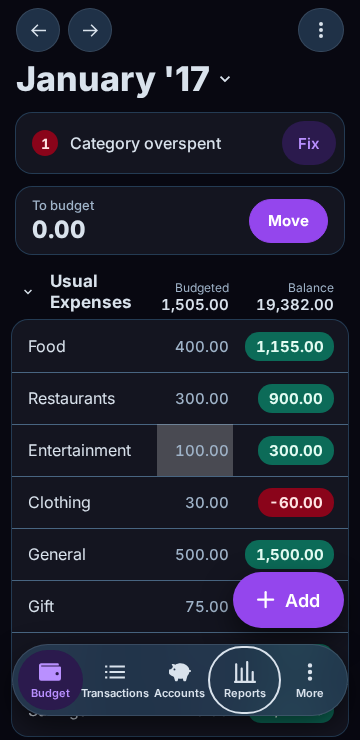 January '17
1 Category overspent Fix
To budget
0.00
Move
Usual Expenses
Budgeted
1,505.00
Balance
19,382.00
Food 400.00 1,155.00
Restaurants 300.00 900.00
Entertainment 100.00 300.00
Clothing 30.00 -60.00
General 500.00 1,500.00
Gift 75.00
+ Add
Budget Transactions Accounts Reports More